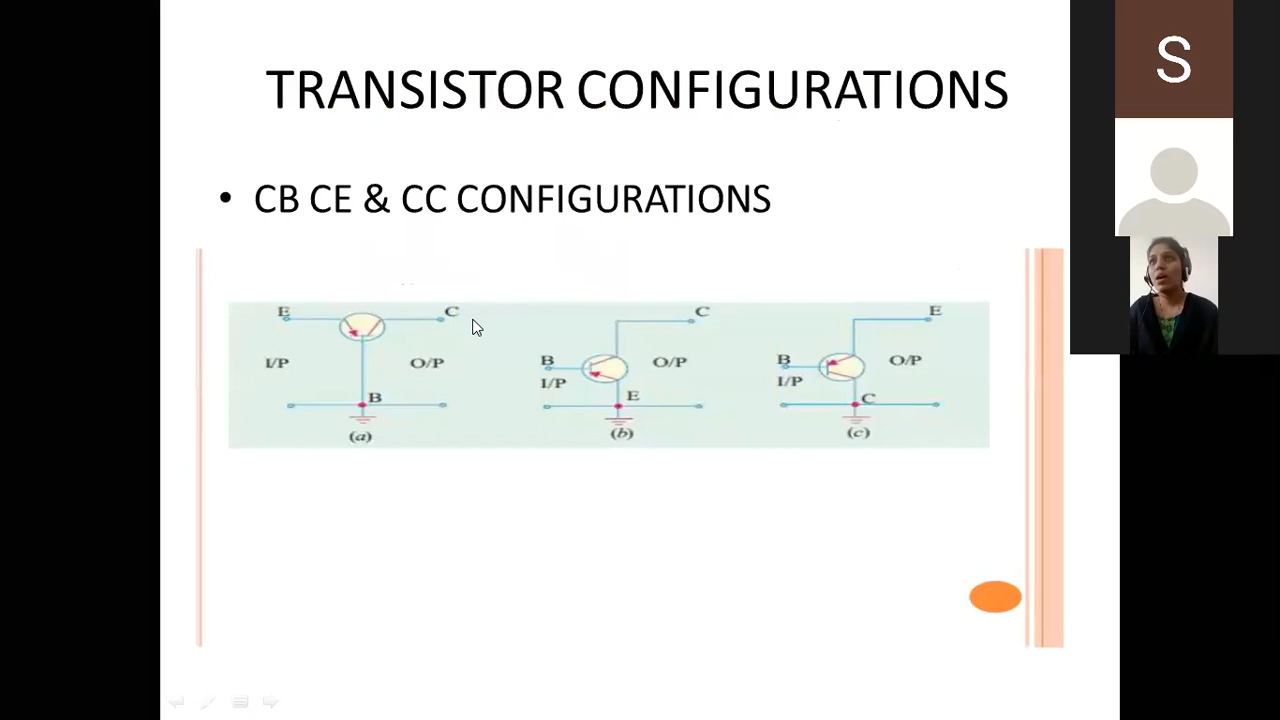 TRANSISTOR CONFIGURATIONS
• CB CE & CC CONFIGURATIONS
E C C E
I/P O/P B O/P B O/P
I/P I/P
B E C
(a) (b) (c)
S